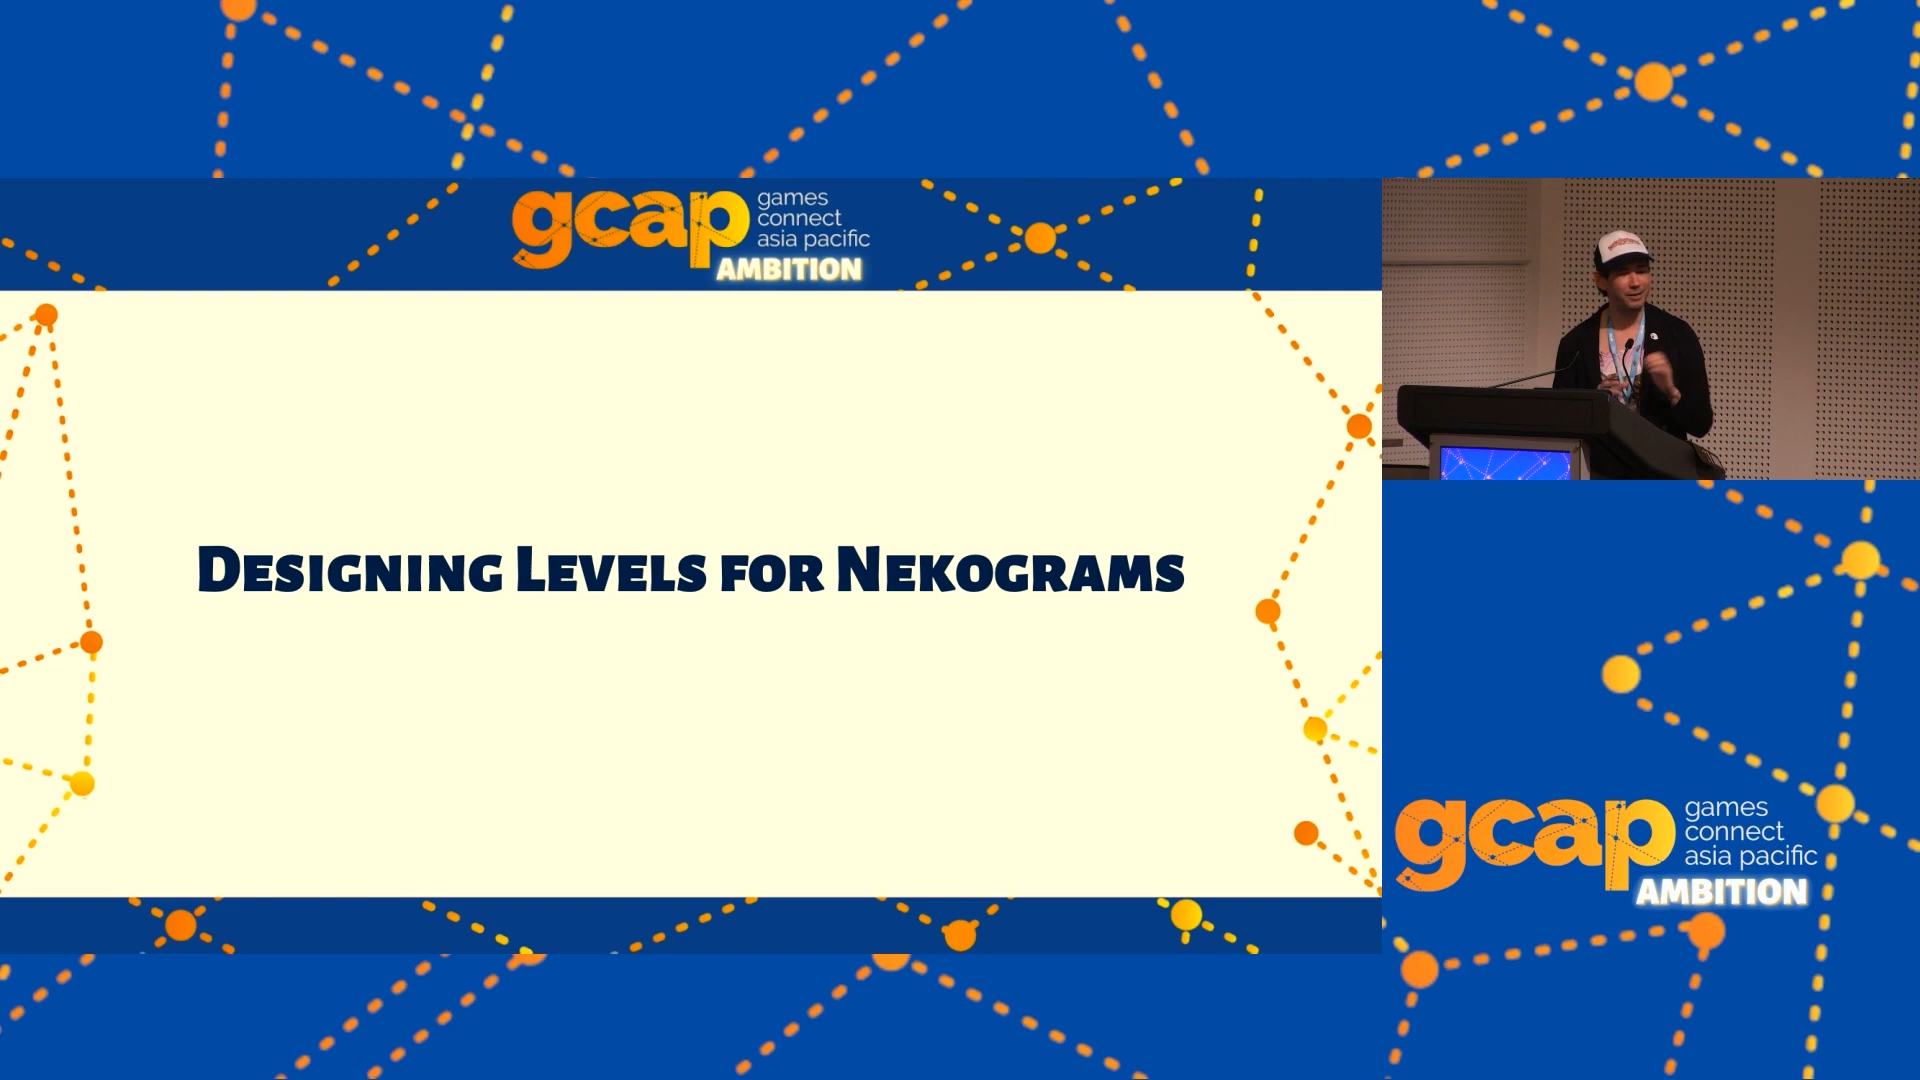 gcap games
connect
asia pacific
AMBITION
Designing Levels for Nekograms
gcap games
connect
asia pacific
AMBITION